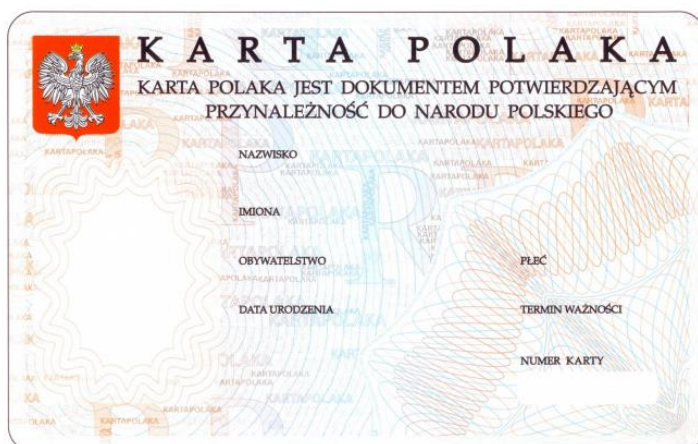 KARTA POLAKA
KARTA POLAKA JEST DOKUMENTEM POTWIERDZAJĄCYM
PRZYNALEŻNOŚĆ DO NARODU POLSKIEGO
NAZWISKO
IMIONA
OBYWATELSTWO
PŁEĆ
DATA URODZENIA
TERMIN WAŻNOŚCI
NUMER KARTY